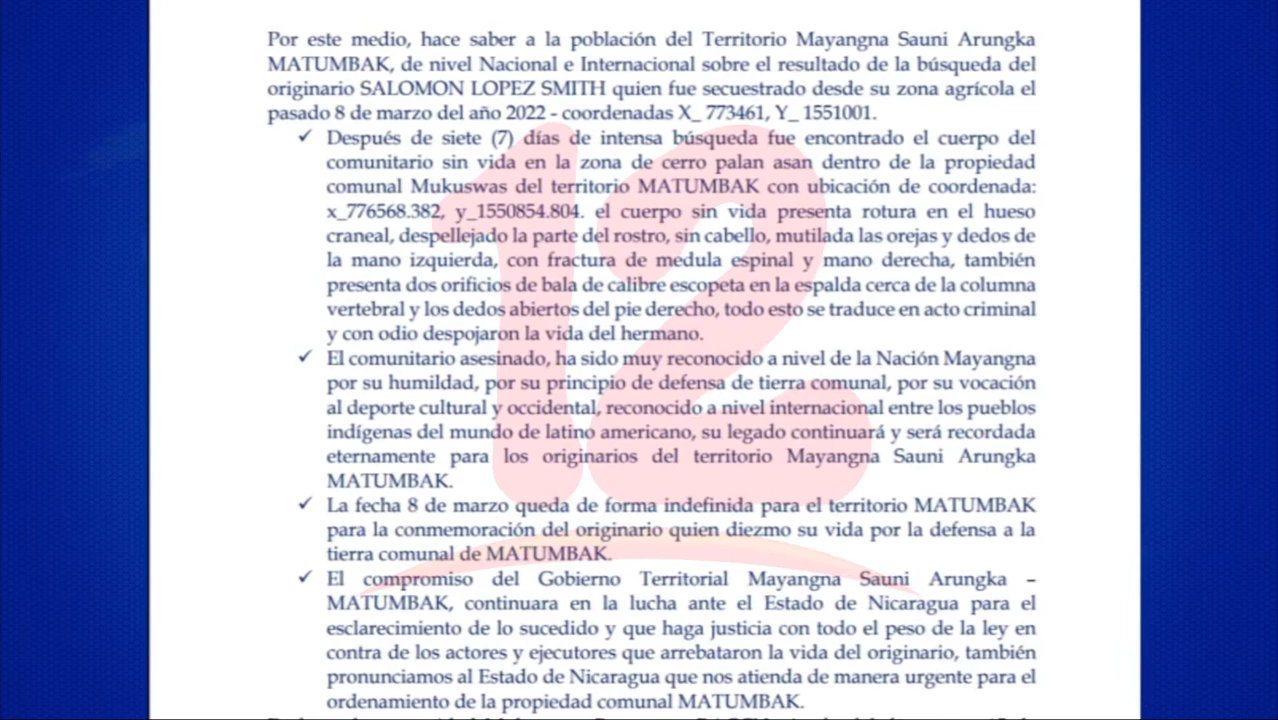 Por este medio, hace saber a la población del Territorio Mayangna Sauni Arungka
MATUMBAK, de nivel Nacional e Internacional sobre el resultado de la búsqueda del
originario SALOMON LOPEZ SMITH quien fue secuestrado desde su zona agrícola el
pasado 8 de marzo del año 2022 - coordenadas X_ 773461, Y_ 1551001.
✓ Después de siete (7) días de intensa búsqueda fue encontrado el cuerpo del
comunitario sin vida en la zona de cerro palan asan dentro de la propiedad
comunal Mukuswas del territorio MATUMBAK con ubicación de coordenada:
x_776568.382, y_1550854.804. el cuerpo sin vida presenta rotura en el hueso
craneal, despellejado la parte del rostro, sin cabello, mutilada las orejas y dedos de
la mano izquierda, con fractura de medula espinal y mano derecha, también
presenta dos orificios de bala de calibre escopeta en la espalda cerca de la columna
vertebral y los dedos abiertos del pie derecho, todo esto se traduce en acto criminal
y con odio despojaron la vida del hermano.
✓ El comunitario asesinado, ha sido muy reconocido a nivel de la Nación Mayangna
por su humildad, por su principio de defensa de tierra comunal, por su vocación
al deporte cultural y occidental, reconocido a nivel internacional entre los pueblos
indígenas del mundo de latino americano, su legado continuará y será recordada
eternamente para los originarios del territorio Mayangna Sauni Arungka
MATUMBAK.
✓ La fecha 8 de marzo queda de forma indefinida para el territorio MATUMBAK
para la conmemoración del originario quien diezmo su vida por la defensa a la
tierra comunal de MATUMBAK.
✓ El compromiso del Gobierno Territorial Mayangna Sauni Arungka –
MATUMBAK, continuara en la lucha ante el Estado de Nicaragua para el
esclarecimiento de lo sucedido y que haga justicia con todo el peso de la ley en
contra de los actores y ejecutores que arrebataron la vida del originario, también
pronunciamos al Estado de Nicaragua que nos atienda de manera urgente para el
ordenamiento de la propiedad comunal MATUMBAK.
12